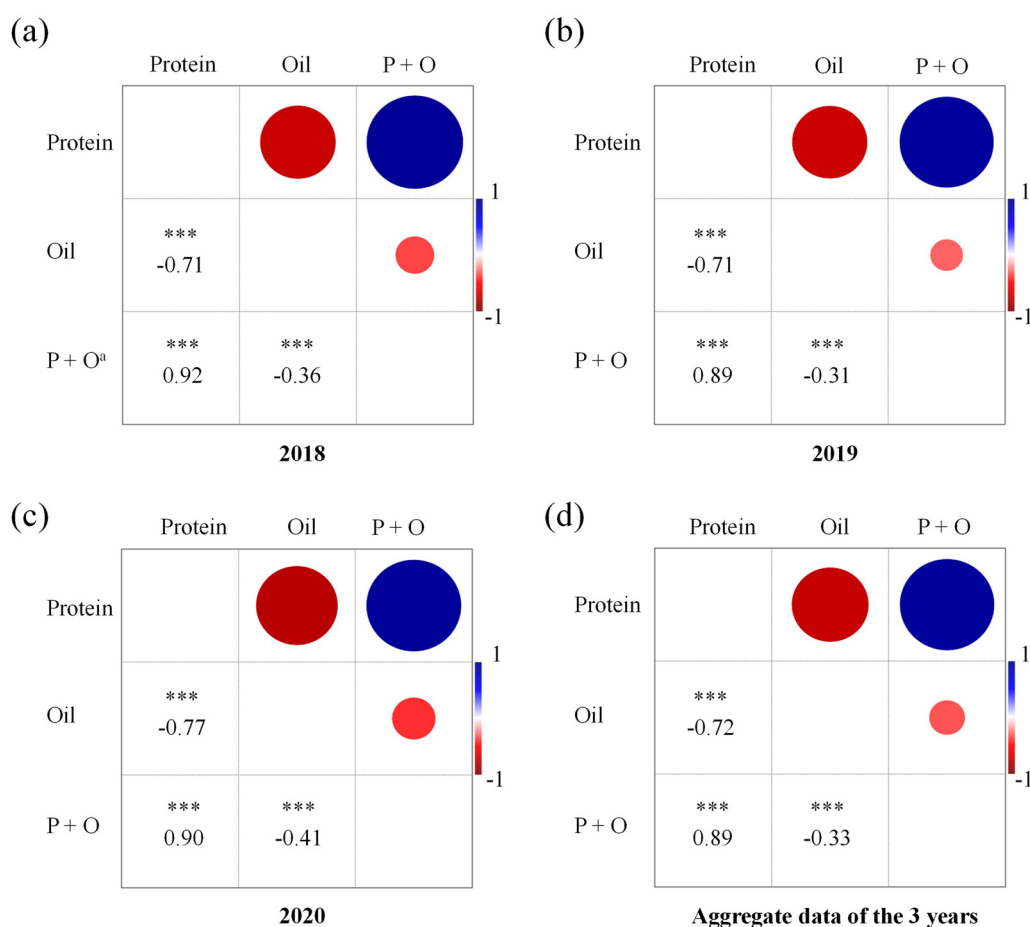 (a)
Protein Oil P + O
Protein
Oil
***
-0.71
P + Oᵃ
*** ***
0.92 -0.36
1
-1
2018
(b)
Protein Oil P + O
Protein
Oil
***
-0.71
P + O
*** ***
0.89 -0.31
1
-1
2019
(c)
Protein Oil P + O
Protein
Oil
***
-0.77
P + O
*** ***
0.90 -0.41
1
-1
2020
(d)
Protein Oil P + O
Protein
Oil
***
-0.72
P + O
*** ***
0.89 -0.33
1
-1
Aggregate data of the 3 years